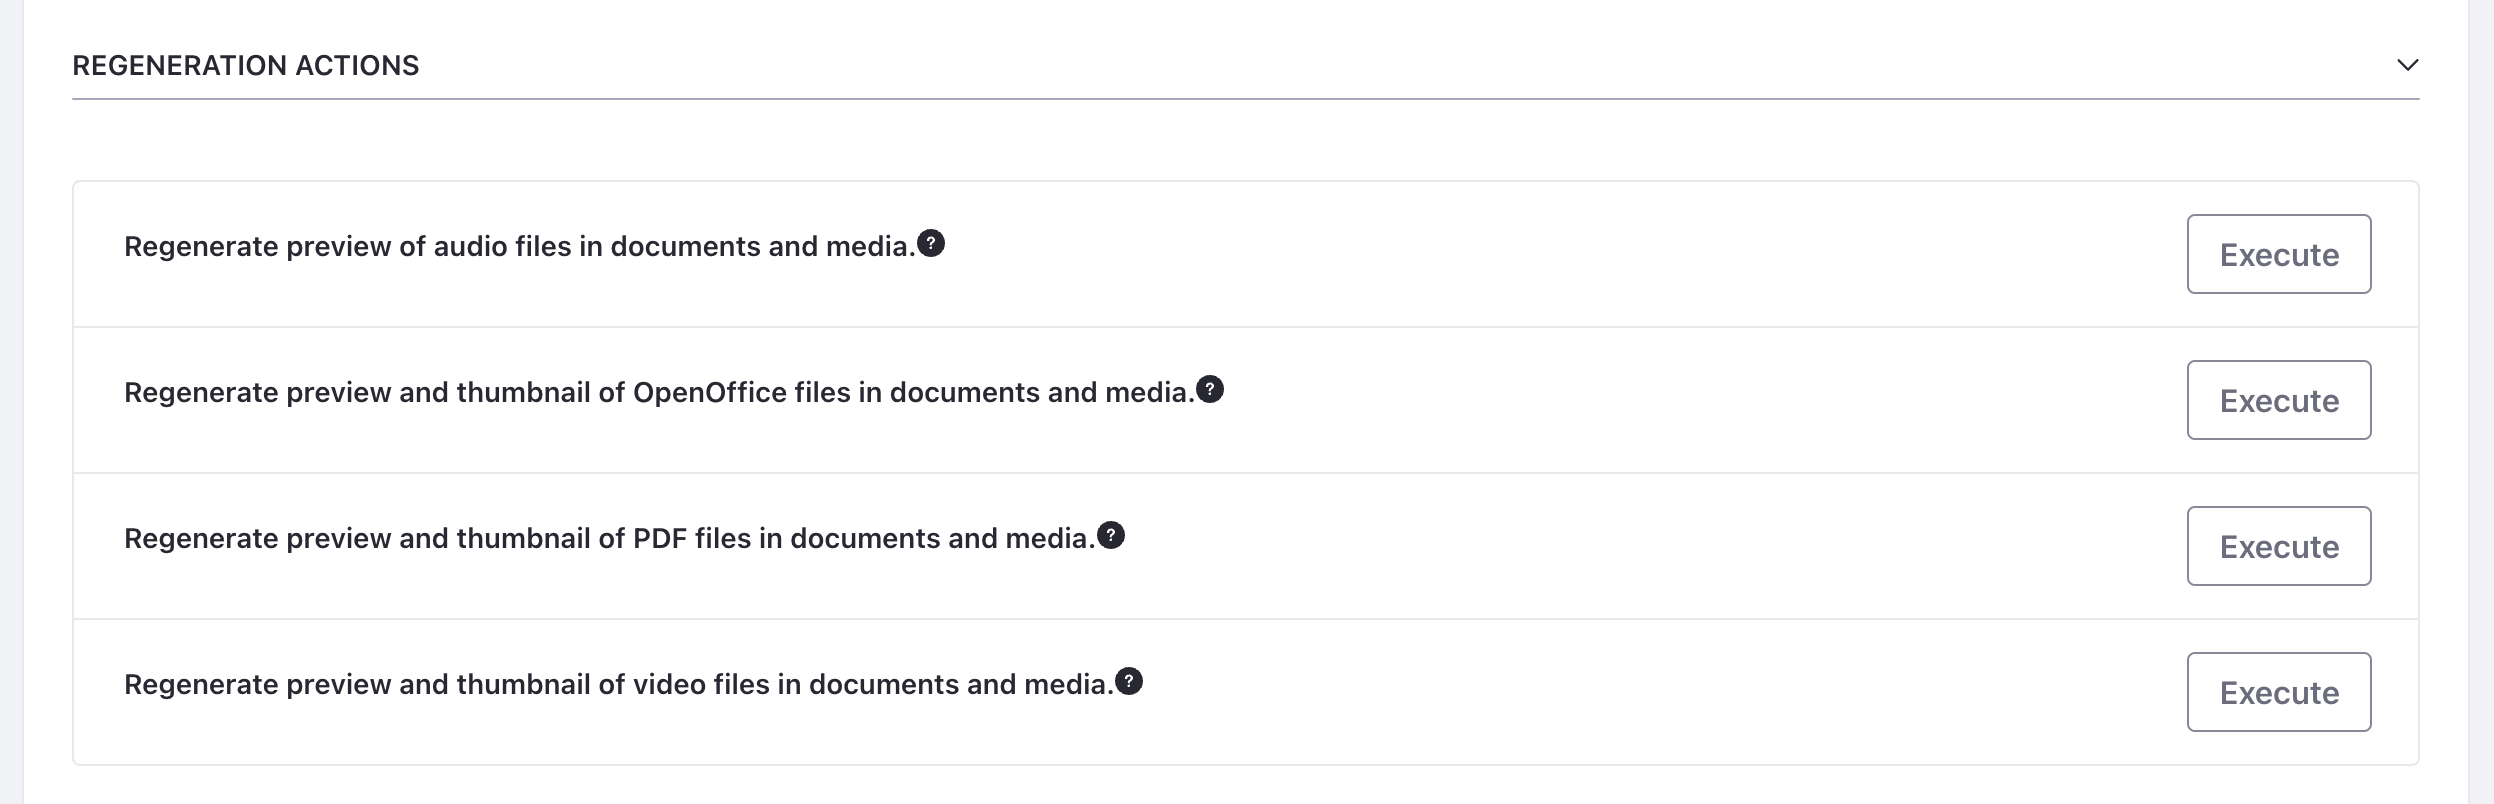 REGENERATION ACTIONS
Regenerate preview of audio files in documents and media. ?
Execute
Regenerate preview and thumbnail of OpenOffice files in documents and media. ?
Execute
Regenerate preview and thumbnail of PDF files in documents and media. ?
Execute
Regenerate preview and thumbnail of video files in documents and media. ?
Execute